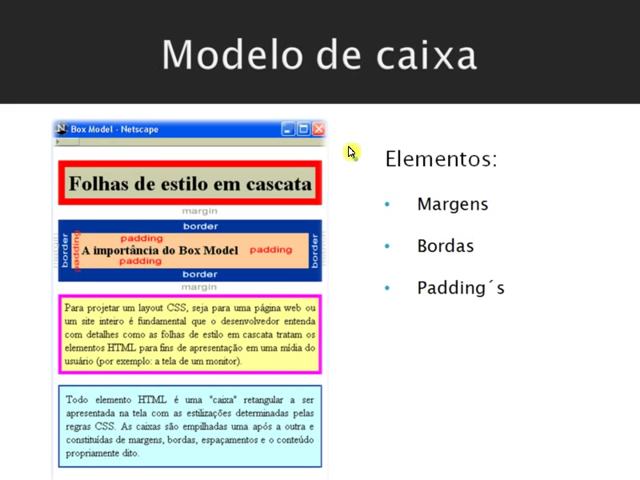 Modelo de caixa
Box Model - Netscape
Folhas de estilo em cascata
margin
border
border
padding
padding
A importância do Box Model
padding
padding
border
border
margin
Para projetar um layout CSS, seja para uma página web ou
um site inteiro é fundamental que o desenvolvedor entenda
com detalhes como as folhas de estilo em cascata tratam os
elementos HTML para fins de apresentação em uma mídia do
usuário (por exemplo: a tela de um monitor).
Todo elemento HTML é uma "caixa" retangular a ser
apresentada na tela com as estilizações determinadas pelas
regras CSS. As caixas são empilhadas uma após a outra e
constituídas de margens, bordas, espaçamentos e o conteúdo
propriamente dito.
Elementos:
• Margens
• Bordas
• Padding´s